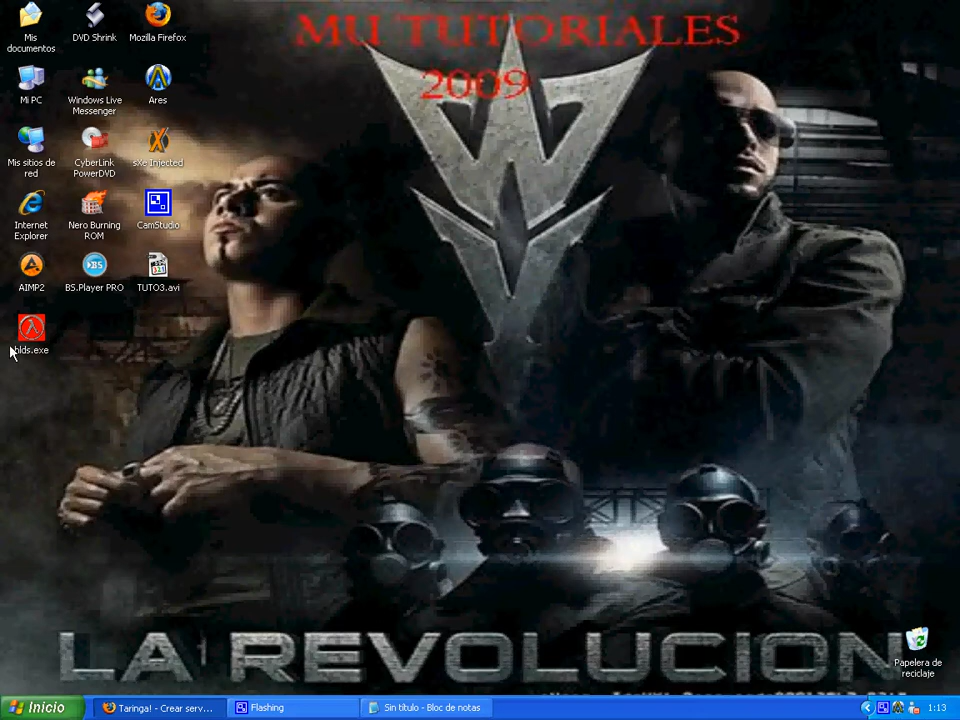 MU TUTORIALES
2009
Mis documentos
DVD Shrink
Mozilla Firefox
Mi PC
Windows Live Messenger
Ares
Mis sitios de red
CyberLink PowerDVD
sXe Injected
Internet Explorer
Nero Burning ROM
CamStudio
AIMP2
BS.Player PRO
TUTO3.avi
hlds.exe
LA REVOLUCION
Papelera de reciclaje
Inicio
Taringa! - Crear serv...
Flashing
Sin título - Bloc de notas
1:13